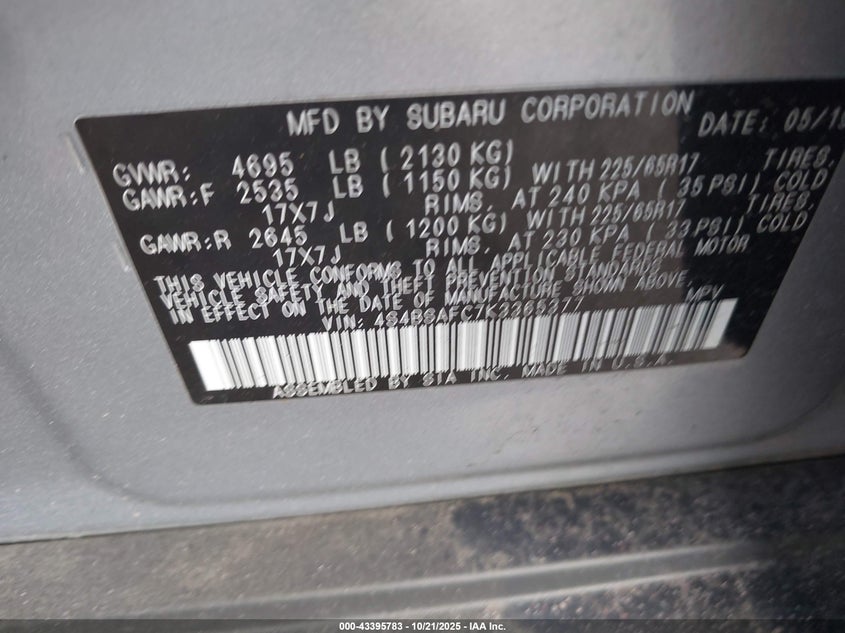 MFD BY SUBARU CORPORATION DATE: 05/1
GVWR: 4695 LB ( 2130 KG)
GAWR:F 2535 LB ( 1150 KG) WITH 225/65R17 TIRES,
17X7J RIMS, AT 240 KPA ( 35 PSI) COLD
GAWR:R 2645 LB ( 1200 KG) WITH 225/65R17 TIRES,
17X7J RIMS, AT 230 KPA ( 33 PSI) COLD
THIS VEHICLE CONFORMS TO ALL APPLICABLE FEDERAL MOTOR
VEHICLE SAFETY AND THEFT PREVENTION STANDARDS
IN EFFECT ON THE DATE OF MANUFACTURE SHOWN ABOVE.
VIN: 4S4BSAFC7K3365377 MPV
ASSEMBLED BY SIA INC. MADE IN U.S.A.
000-43395783 - 10/21/2025 - IAA Inc.